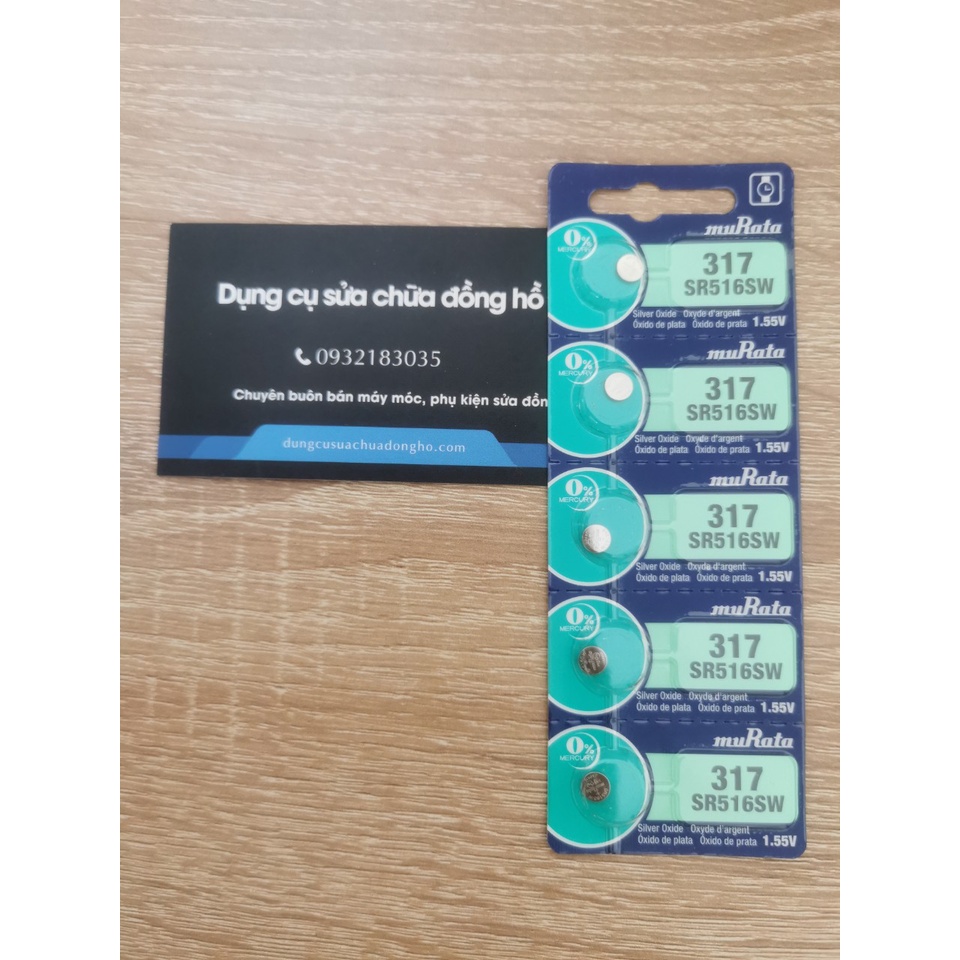 Dụng cụ sửa chữa đồng hồ
0932183035
Chuyên buôn bán máy móc, phụ kiện sửa
dungcusuachuadongho.com
muRata
0%
MERCURY
317
SR516SW
Silver Oxide Oxyde d'argent
Óxido de plata Óxido de prata 1.55V
muRata
0%
MERCURY
317
SR516SW
Silver Oxide Oxyde d'argent
Óxido de plata Óxido de prata 1.55V
muRata
0%
MERCURY
317
SR516SW
Silver Oxide Oxyde d'argent
Óxido de plata Óxido de prata 1.55V
muRata
0%
MERCURY
317
SR516SW
Silver Oxide Oxyde d'argent
Óxido de plata Óxido de prata 1.55V
muRata
0%
MERCURY
317
SR516SW
Silver Oxide Oxyde d'argent
Óxido de plata Óxido de prata 1.55V